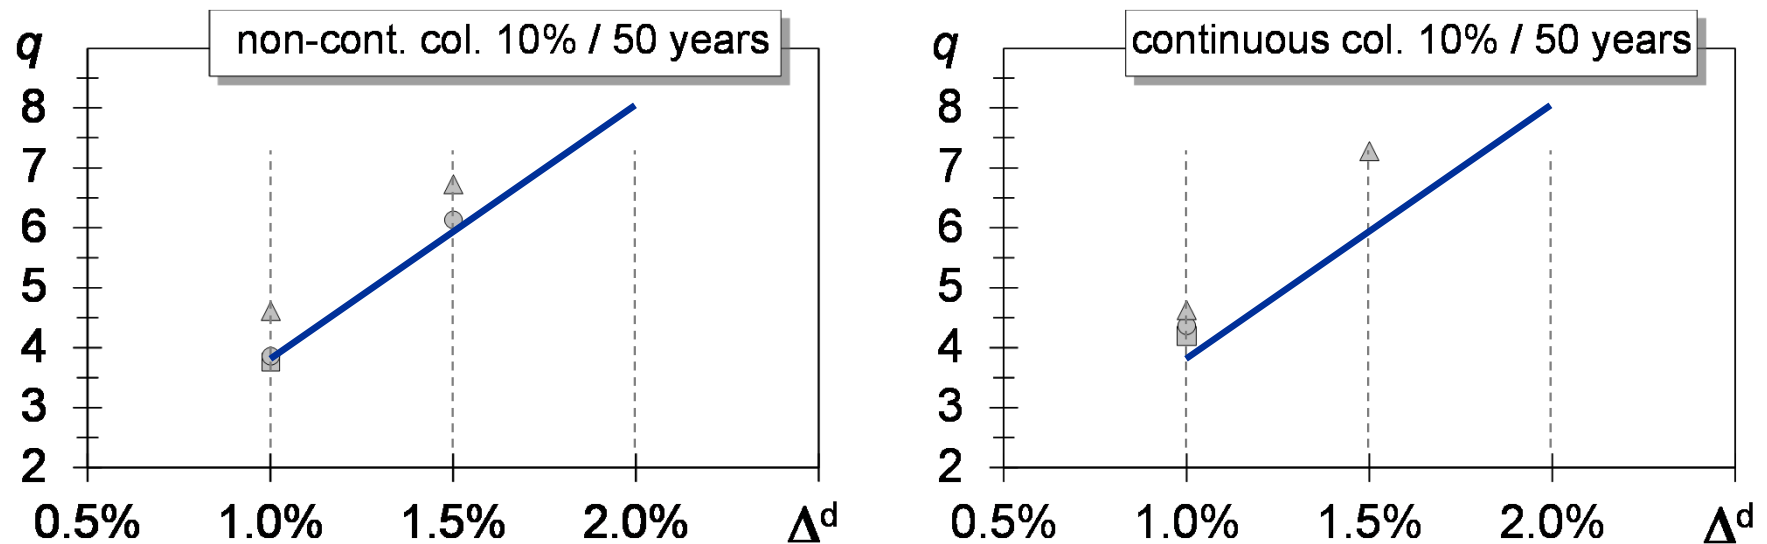 non-cont. col. 10% / 50 years
q
8
7
6
5
4
3
2
0.5% 1.0% 1.5% 2.0% Δd
continuous col. 10% / 50 years
q
8
7
6
5
4
3
2
0.5% 1.0% 1.5% 2.0% Δd